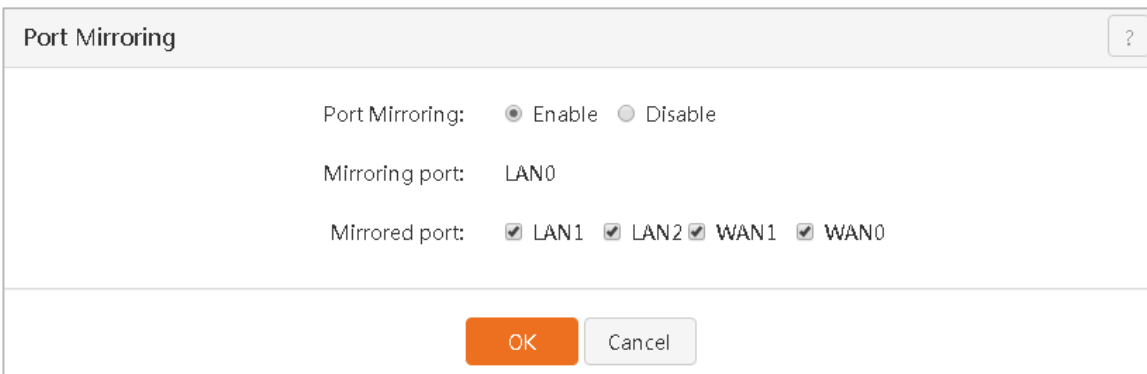 Port Mirroring
?
Port Mirroring: Enable Disable
Mirroring port: LAN0
Mirrored port: LAN1 LAN2 WAN1 WAN0
OK Cancel